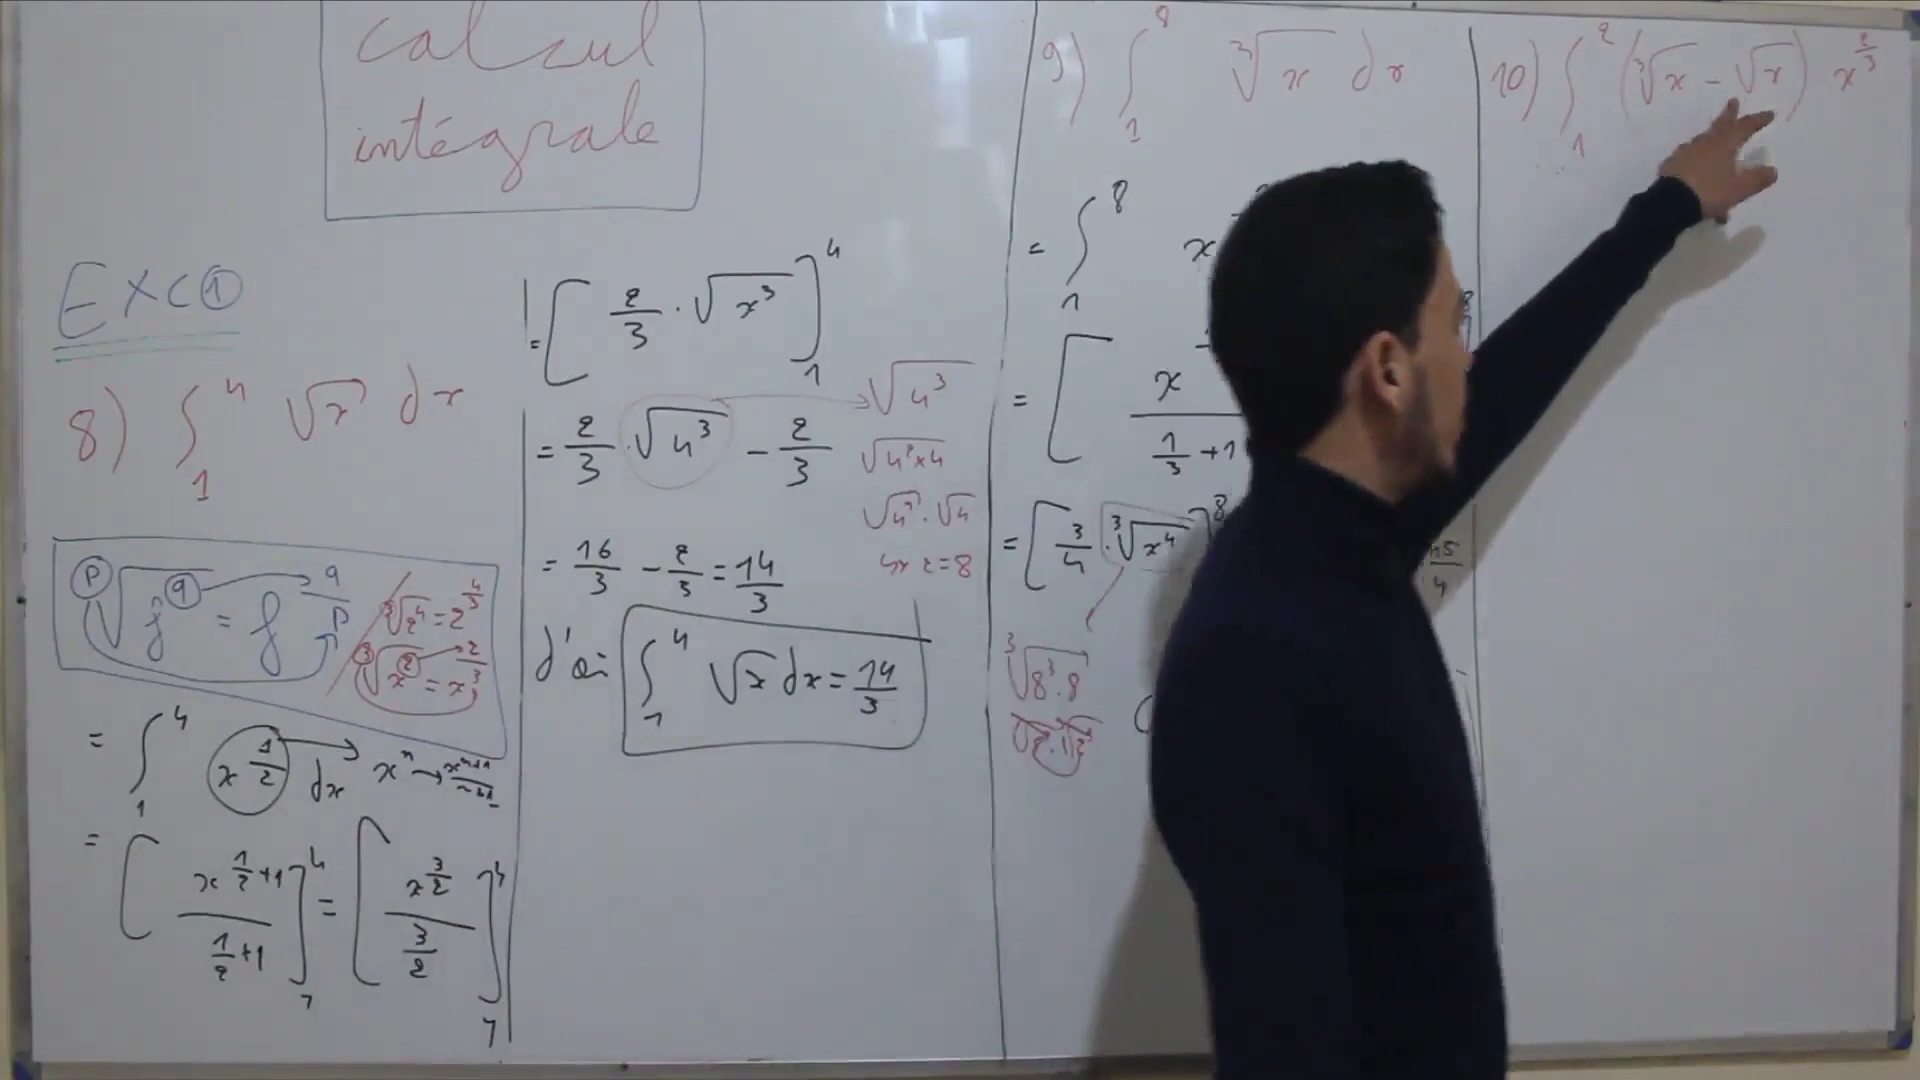 calcul
intégrale
Exc ①
8) ∫₁⁴ √x dx
ᵖ√(f^q) = f^(q/p)
³√(2⁴) = 2^(4/3)
³√(x²) = x^(2/3)
= ∫₁⁴ x^(1/2) dx
= [x^(1/2+1) / (1/2+1)]₁⁴ = [x^(3/2) / (3/2)]₁⁴
= [2/3 · √(x³)]₁⁴
= 2/3 · √(4³) - 2/3
√(4³)
√(4²×4)
√(4²) · √4
4×2=8
= 16/3 - 2/3 = 14/3
d'où ∫₁⁴ √x dx = 14/3
9) ∫₁⁸ ³√x dx
= ∫₁⁸ x
= [x / (1/3+1
= [3/4 · ³√(x⁴)]⁸
³√(8³·8)
10) ∫₁² (³√x - √x) x^(2/3)